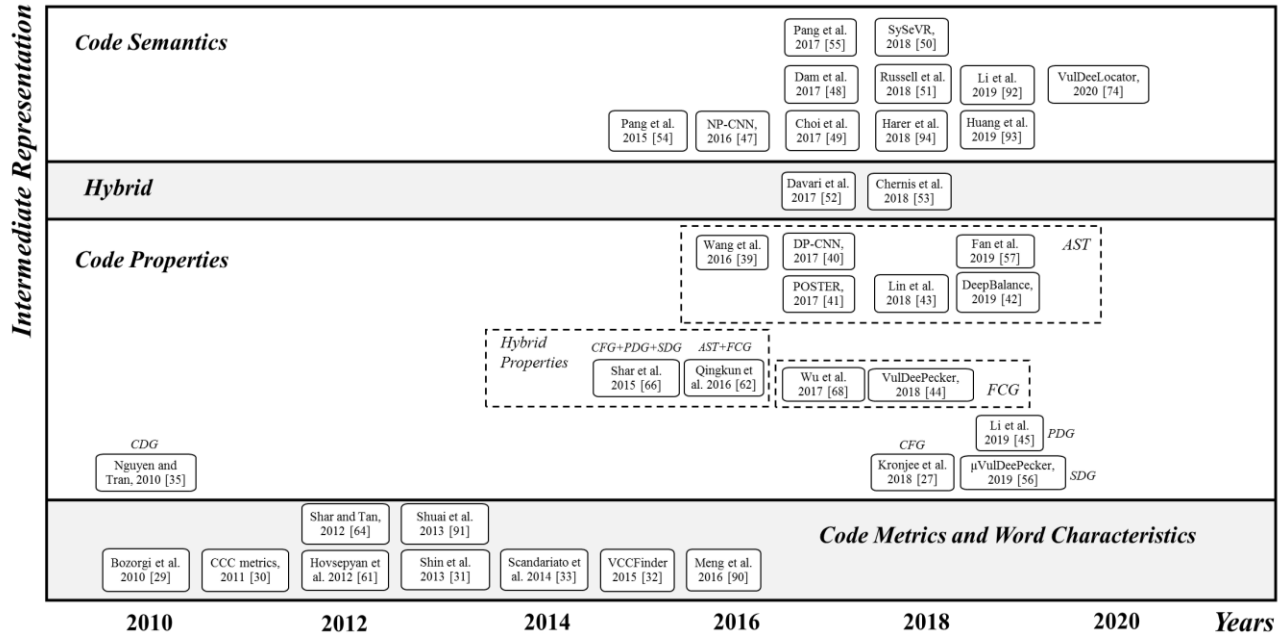 Intermediate Representation
Code Semantics
Pang et al.
2017 [55]
SySeVR,
2018 [50]
Dam et al.
2017 [48]
Russell et al.
2018 [51]
Li et al.
2019 [92]
VulDeeLocator,
2020 [74]
Pang et al.
2015 [54]
NP-CNN,
2016 [47]
Choi et al.
2017 [49]
Harer et al.
2018 [94]
Huang et al.
2019 [93]
Hybrid
Davari et al.
2017 [52]
Chernis et al.
2018 [53]
Code Properties
Wang et al.
2016 [39]
DP-CNN,
2017 [40]
Fan et al.
2019 [57]
AST
POSTER,
2017 [41]
Lin et al.
2018 [43]
DeepBalance,
2019 [42]
Hybrid
Properties
CFG+PDG+SDG
AST+FCG
Shar et al.
2015 [66]
Qingkun et
al. 2016 [62]
Wu et al.
2017 [68]
VulDeePecker,
2018 [44]
FCG
Li et al.
2019 [45]
PDG
CDG
Nguyen and
Tran, 2010 [35]
CFG
Kronjee et al.
2018 [27]
μVulDeePecker,
2019 [56]
SDG
Shar and Tan,
2012 [64]
Shuai et al.
2013 [91]
Code Metrics and Word Characteristics
Bozorgi et al.
2010 [29]
CCC metrics,
2011 [30]
Hovsepyan et
al. 2012 [61]
Shin et al.
2013 [31]
Scandariato et
al. 2014 [33]
VCCFinder
2015 [32]
Meng et al.
2016 [90]
2010
2012
2014
2016
2018
2020
Years